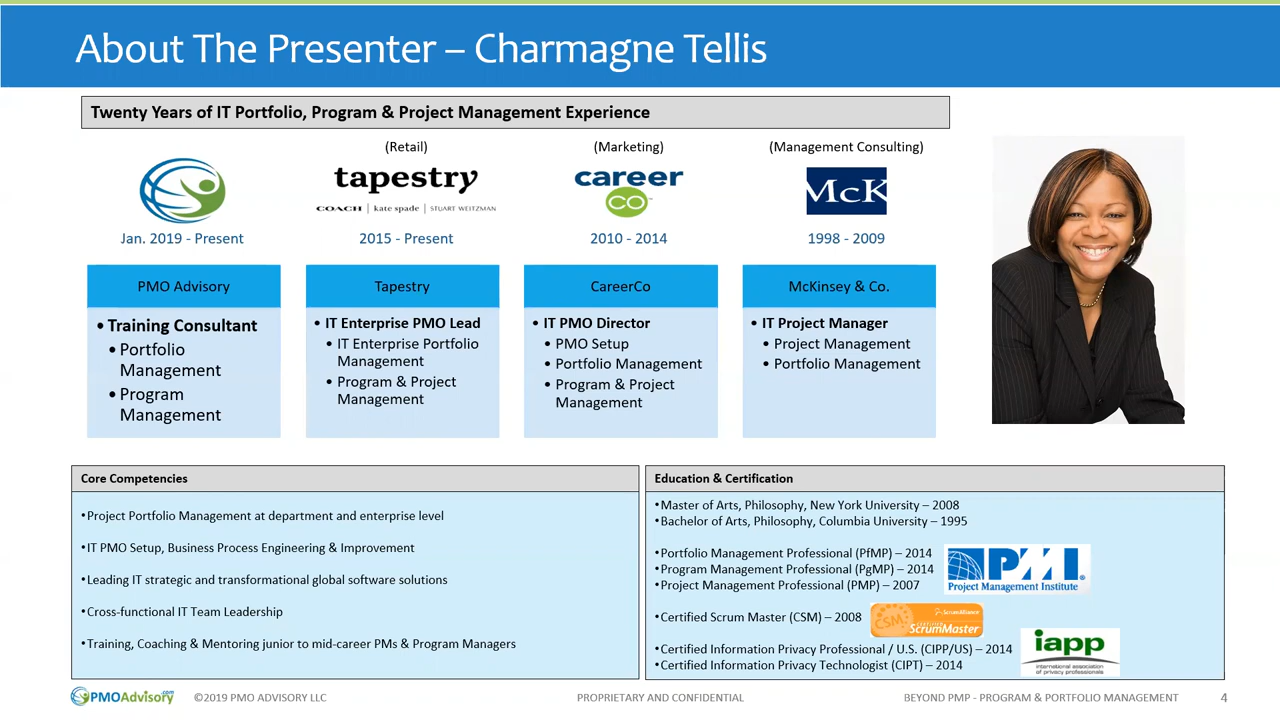 About The Presenter – Charmagne Tellis
Twenty Years of IT Portfolio, Program & Project Management Experience
Jan. 2019 - Present
PMO Advisory
• Training Consultant
• Portfolio
Management
• Program
Management
(Retail)
tapestry
COACH | kate spade | STUART WEITZMAN
2015 - Present
Tapestry
• IT Enterprise PMO Lead
• IT Enterprise Portfolio
Management
• Program & Project
Management
(Marketing)
career
CO
2010 - 2014
CareerCo
• IT PMO Director
• PMO Setup
• Portfolio Management
• Program & Project
Management
(Management Consulting)
McK
1998 - 2009
McKinsey & Co.
• IT Project Manager
• Project Management
• Portfolio Management
Core Competencies
•Project Portfolio Management at department and enterprise level
•IT PMO Setup, Business Process Engineering & Improvement
•Leading IT strategic and transformational global software solutions
•Cross-functional IT Team Leadership
•Training, Coaching & Mentoring junior to mid-career PMs & Program Managers
Education & Certification
•Master of Arts, Philosophy, New York University – 2008
•Bachelor of Arts, Philosophy, Columbia University – 1995
•Portfolio Management Professional (PfMP) – 2014
•Program Management Professional (PgMP) – 2014
•Project Management Professional (PMP) – 2007
PMI®
Project Management Institute
•Certified Scrum Master (CSM) – 2008
CSM
ScrumAlliance
ScrumMaster
•Certified Information Privacy Professional / U.S. (CIPP/US) – 2014
•Certified Information Privacy Technologist (CIPT) – 2014
iapp
international association
of privacy professionals
PMOAdvisory.com
©2019 PMO ADVISORY LLC
PROPRIETARY AND CONFIDENTIAL
BEYOND PMP - PROGRAM & PORTFOLIO MANAGEMENT
4